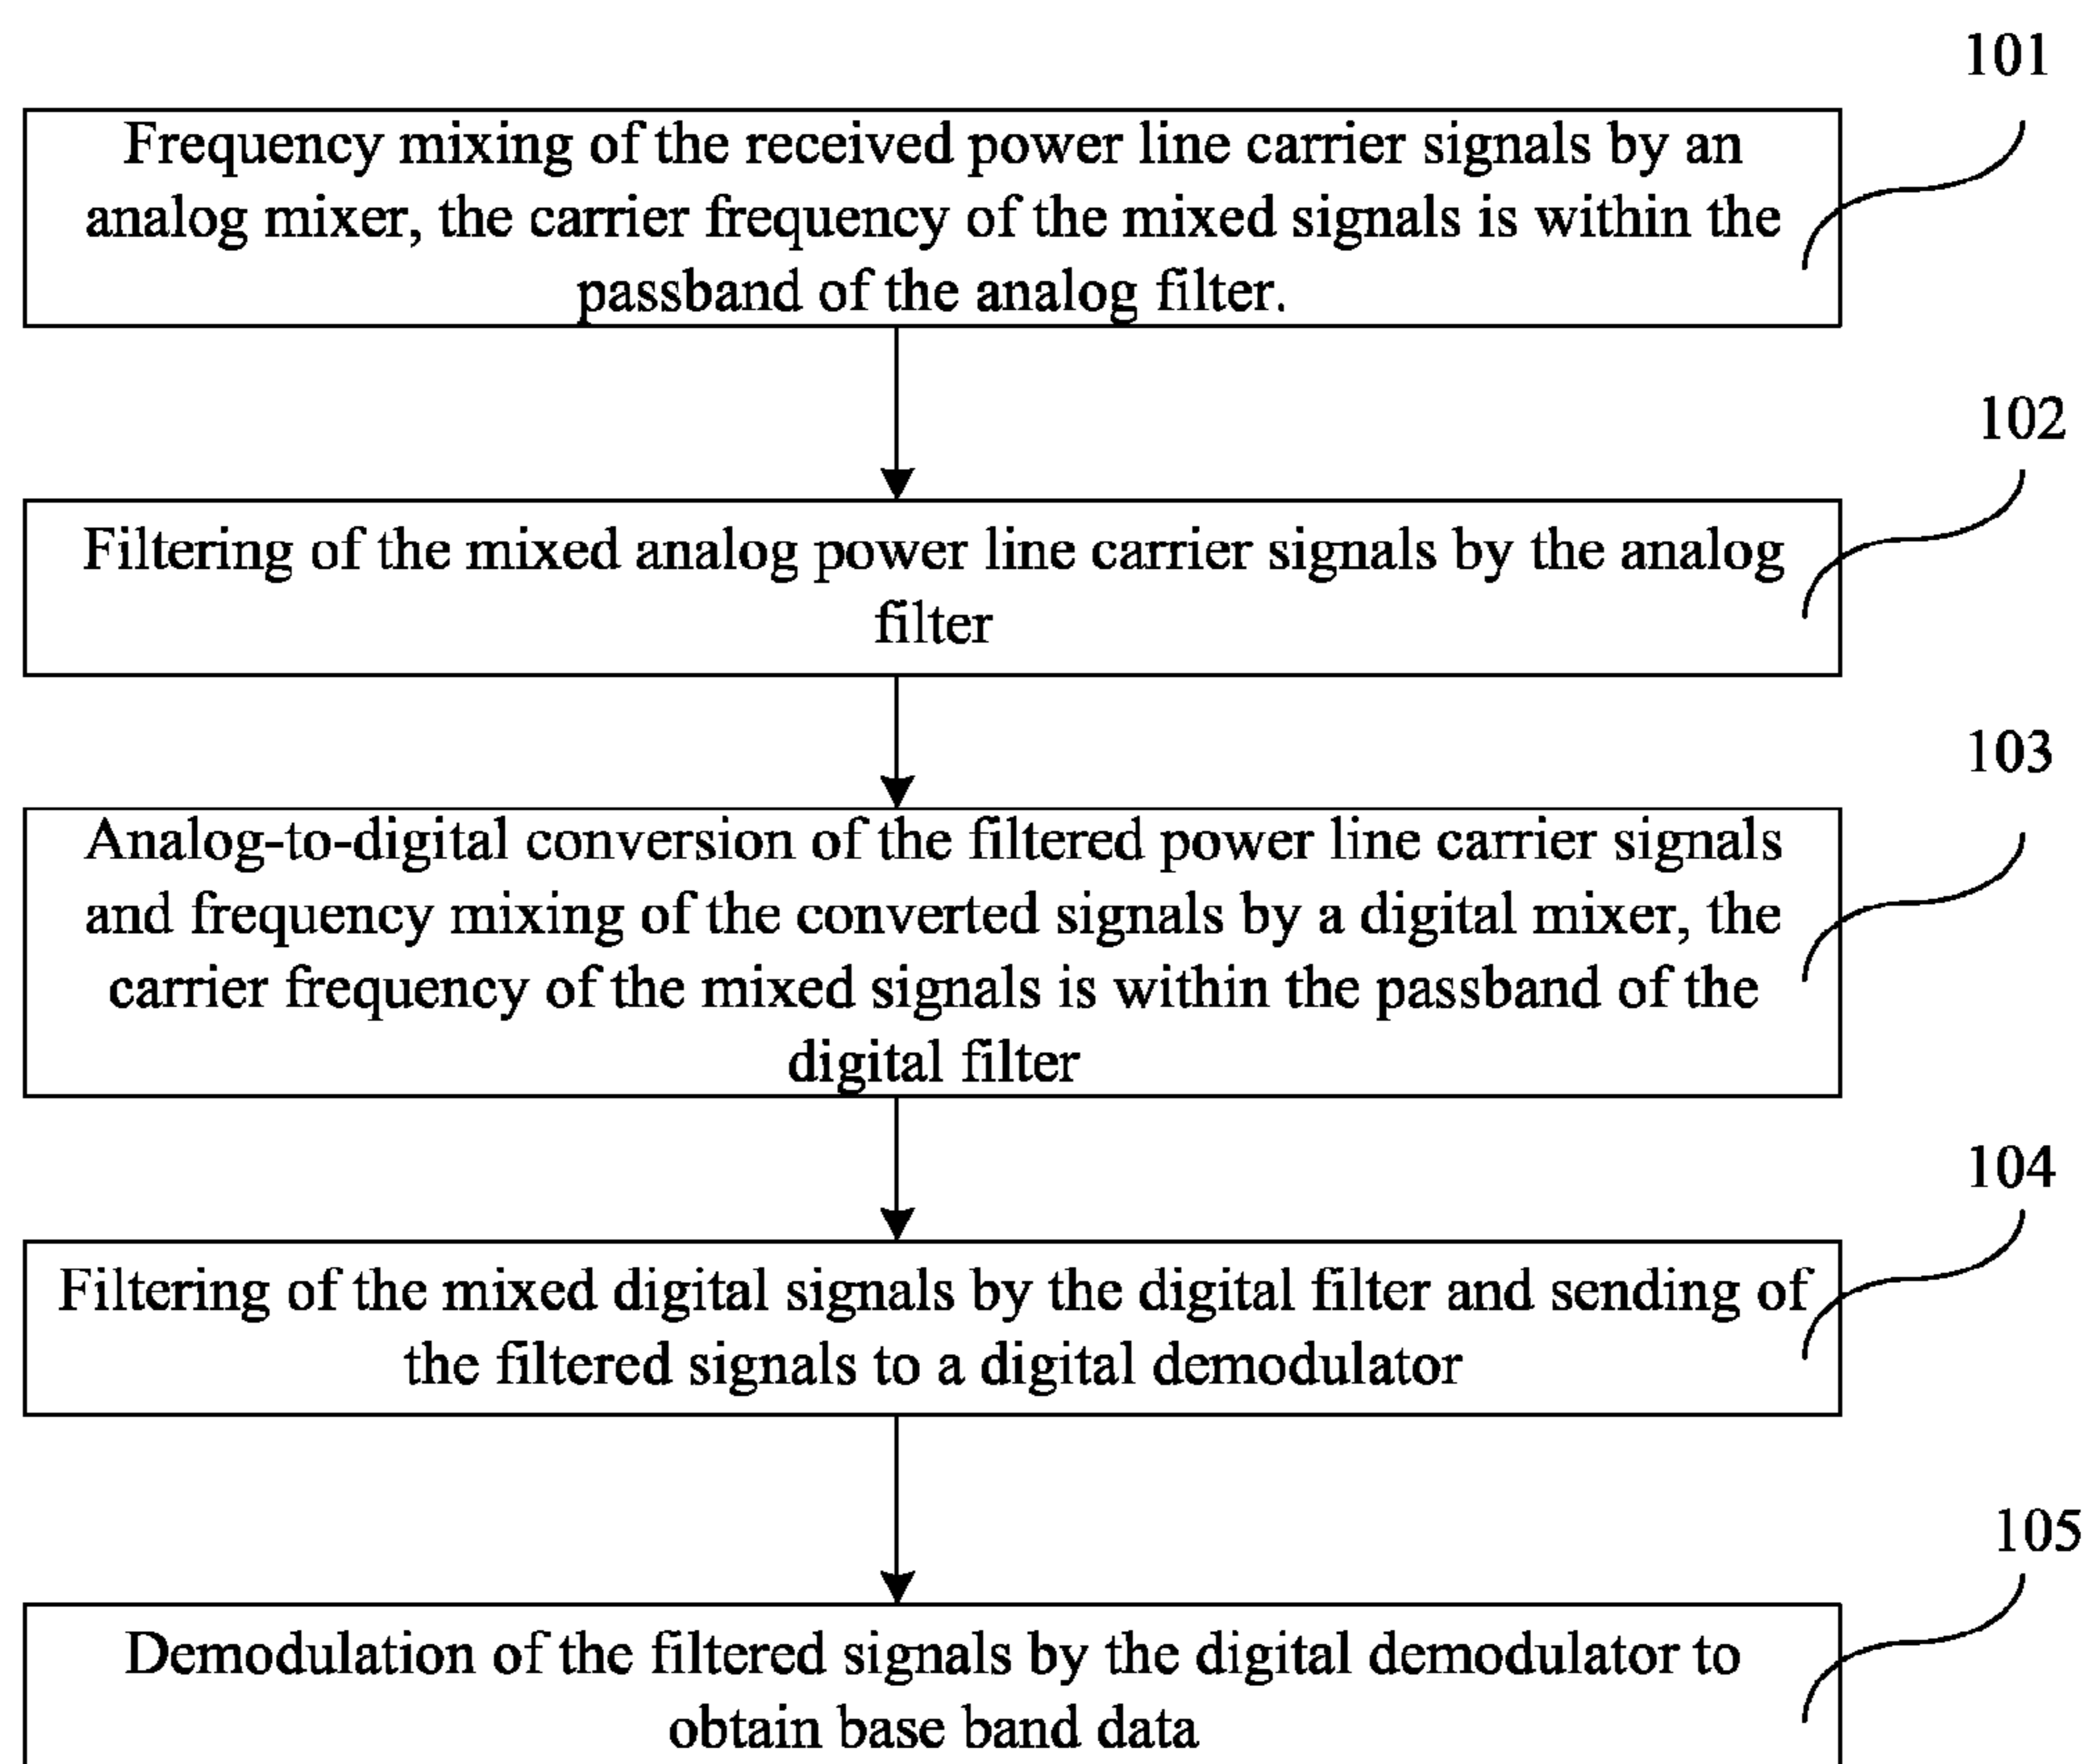 101
Frequency mixing of the received power line carrier signals by an
analog mixer, the carrier frequency of the mixed signals is within the
passband of the analog filter.
102
Filtering of the mixed analog power line carrier signals by the analog
filter
103
Analog-to-digital conversion of the filtered power line carrier signals
and frequency mixing of the converted signals by a digital mixer, the
carrier frequency of the mixed signals is within the passband of the
digital filter
104
Filtering of the mixed digital signals by the digital filter and sending of
the filtered signals to a digital demodulator
105
Demodulation of the filtered signals by the digital demodulator to
obtain base band data